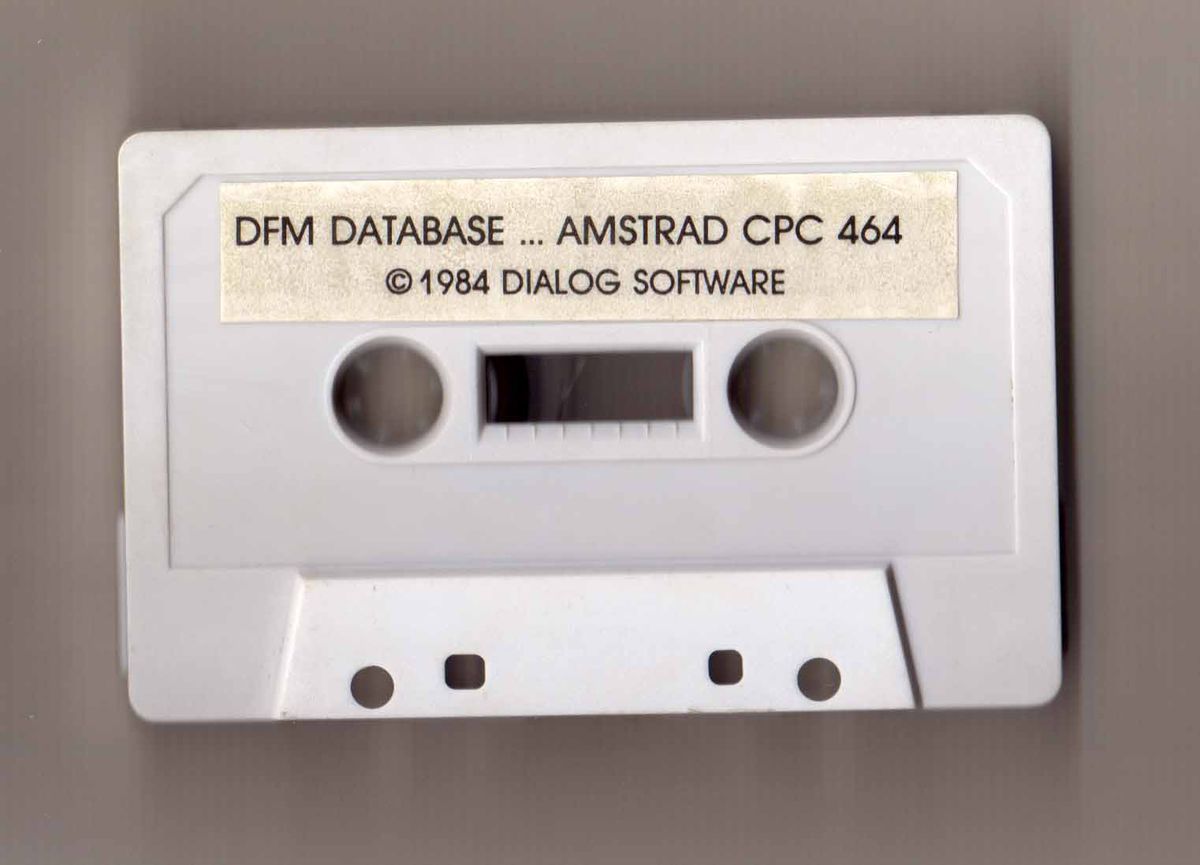 DFM DATABASE ... AMSTRAD CPC 464
© 1984 DIALOG SOFTWARE